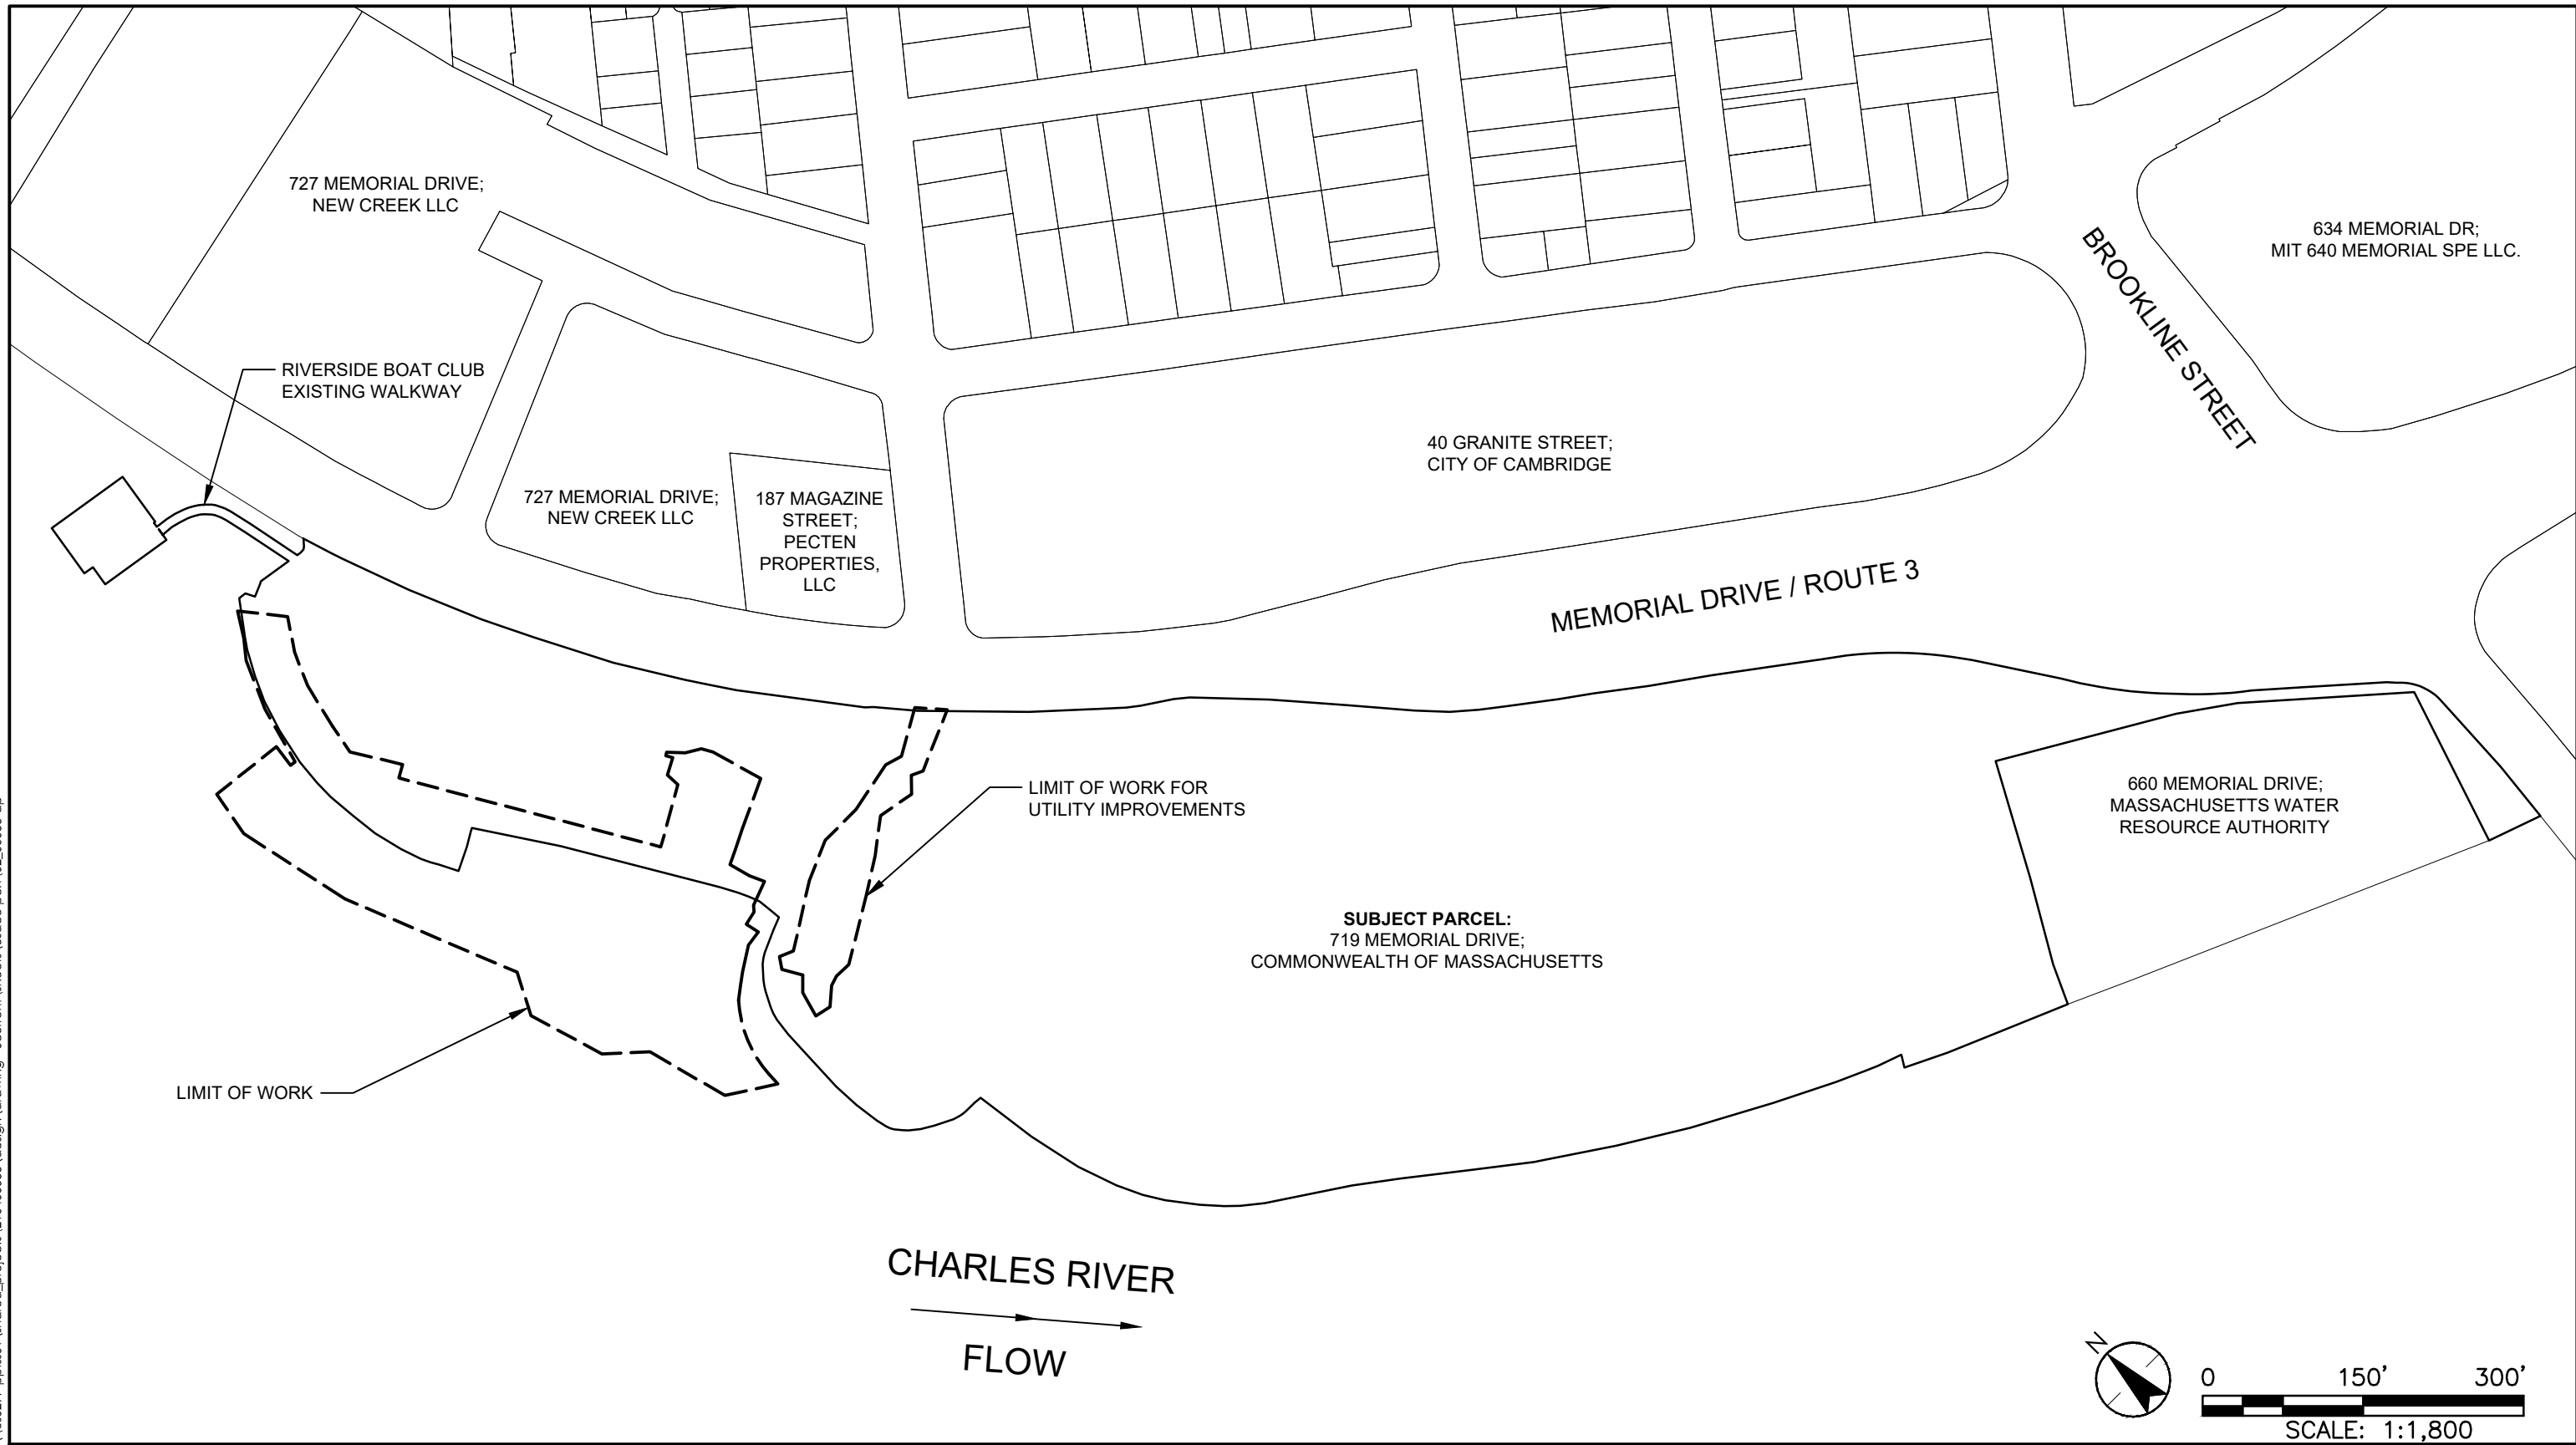 727 MEMORIAL DRIVE;
NEW CREEK LLC
634 MEMORIAL DR;
MIT 640 MEMORIAL SPE LLC.
BROOKLINE STREET
RIVERSIDE BOAT CLUB
EXISTING WALKWAY
40 GRANITE STREET;
CITY OF CAMBRIDGE
727 MEMORIAL DRIVE;
NEW CREEK LLC
187 MAGAZINE
STREET;
PECTEN
PROPERTIES,
LLC
MEMORIAL DRIVE / ROUTE 3
LIMIT OF WORK FOR
UTILITY IMPROVEMENTS
660 MEMORIAL DRIVE;
MASSACHUSETTS WATER
RESOURCE AUTHORITY
SUBJECT PARCEL:
719 MEMORIAL DRIVE;
COMMONWEALTH OF MASSACHUSETTS
LIMIT OF WORK
CHARLES RIVER
FLOW
N
0 150' 300'
SCALE: 1:1,800